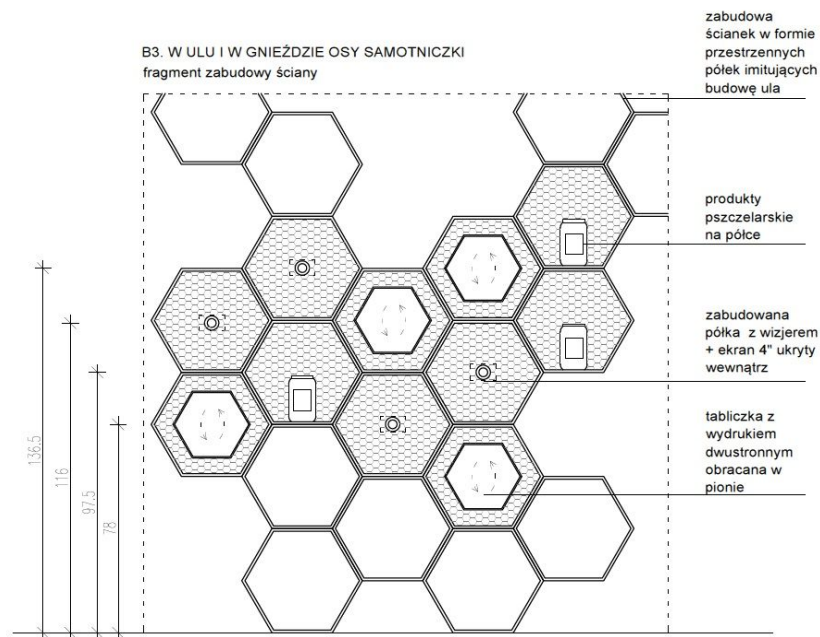 B3. W ULU I W GNIEŹDZIE OSY SAMOTNICZKI
fragment zabudowy ściany
zabudowa
ścianek w formie
przestrzennych
półek imitujących
budowę ula
produkty
pszczelarskie
na półce
zabudowana
półka z wizjerem
+ ekran 4" ukryty
wewnątrz
tabliczka z
wydrukiem
dwustronnym
obracana w
pionie
136.5
116
97.5
78